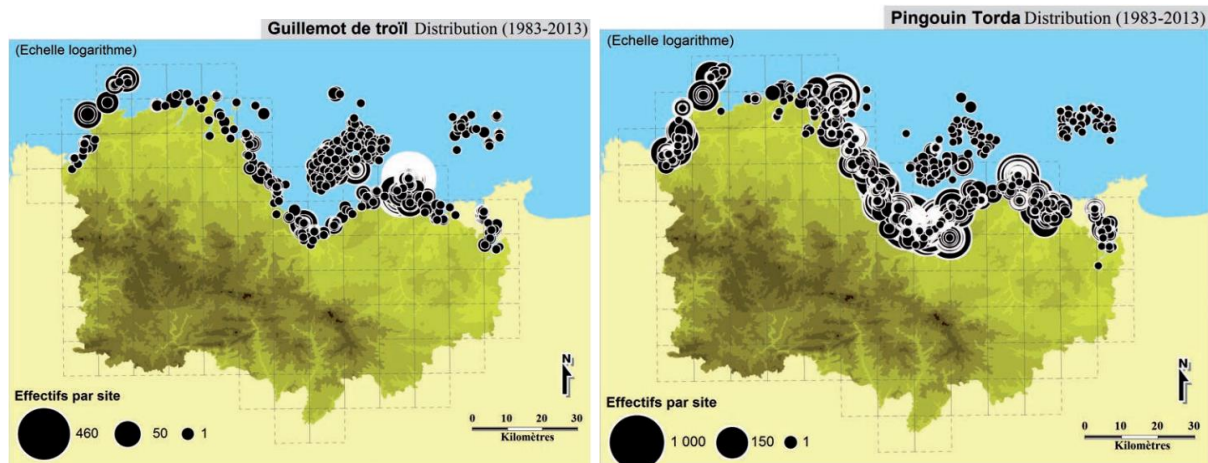 Guillemot de troïl Distribution (1983-2013)
(Echelle logarithme)
N
Effectifs par site
460 50 1
0 10 20 30
Kilomètres
Pingouin Torda Distribution (1983-2013)
(Echelle logarithme)
N
Effectifs par site
1 000 150 1
0 10 20 30
Kilomètres